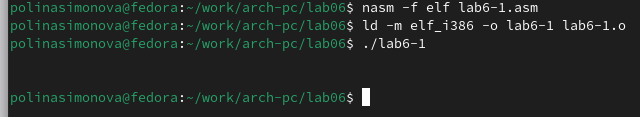 polinasimonova@fedora:~/work/arch-pc/lab06$ nasm -f elf lab6-1.asm
polinasimonova@fedora:~/work/arch-pc/lab06$ ld -m elf_i386 -o lab6-1 lab6-1.o
polinasimonova@fedora:~/work/arch-pc/lab06$ ./lab6-1
polinasimonova@fedora:~/work/arch-pc/lab06$